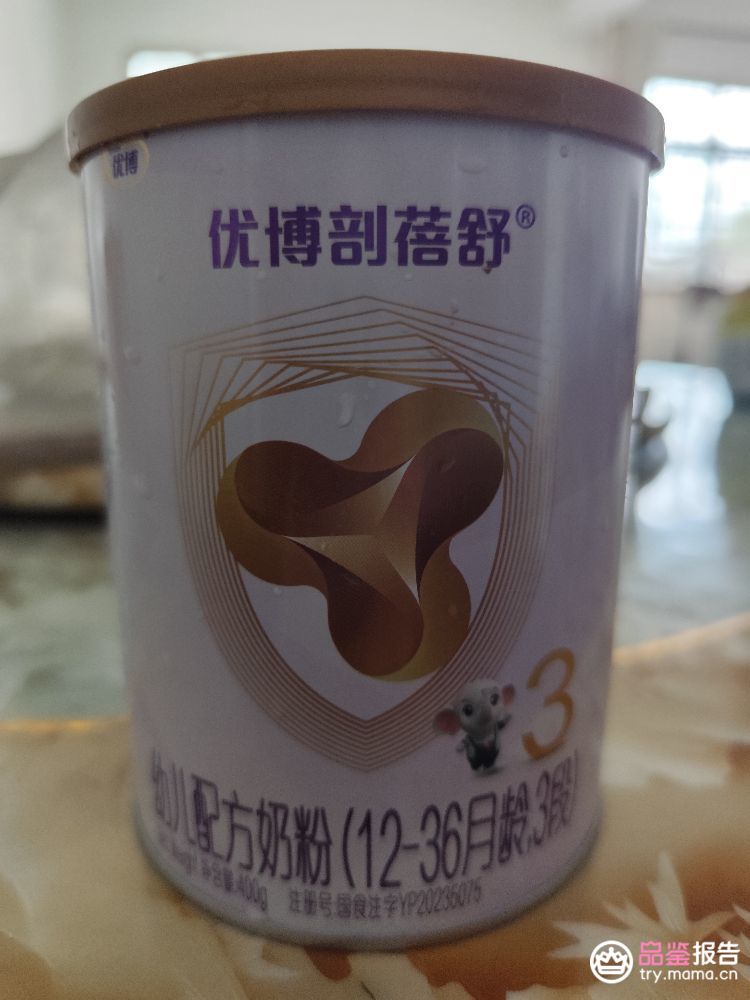 优博
优博剖蓓舒®
3
幼儿配方奶粉(12-36月龄,3段)
净含量:400g 注册号:国食注字YP20235075
品鉴报告
try.mama.cn